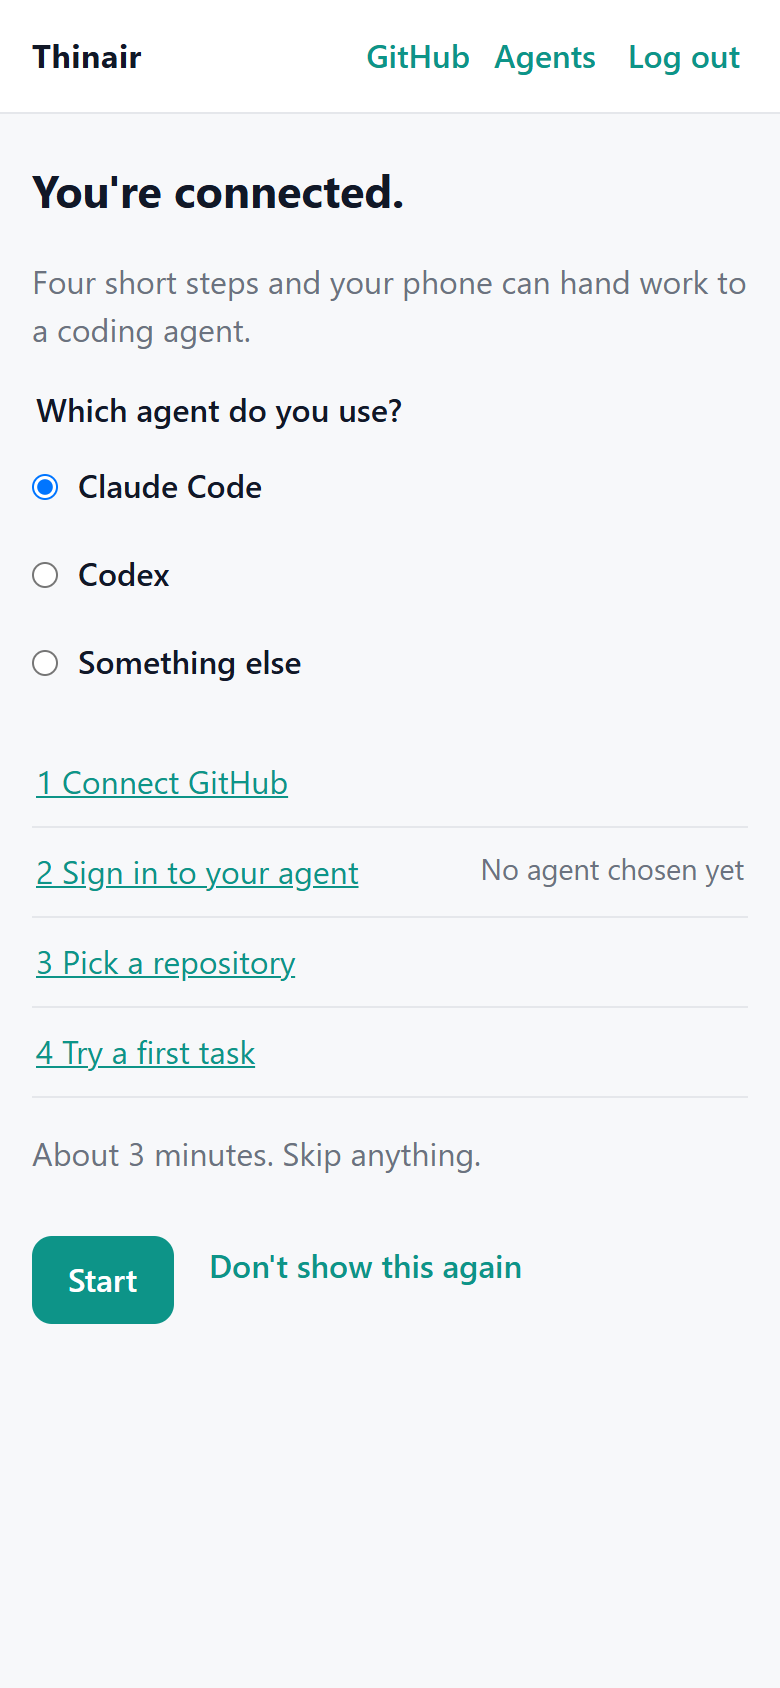 Thinair
GitHub Agents Log out
You're connected.
Four short steps and your phone can hand work to
a coding agent.
Which agent do you use?
Claude Code
Codex
Something else
1 Connect GitHub
2 Sign in to your agent No agent chosen yet
3 Pick a repository
4 Try a first task
About 3 minutes. Skip anything.
Start Don't show this again